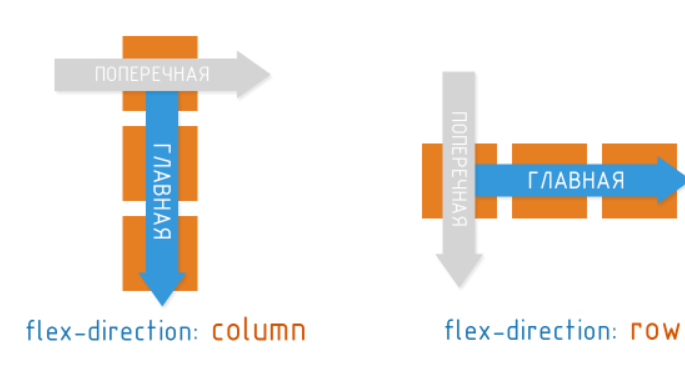 ПОПЕРЕЧНАЯ
ГЛАВНАЯ
flex-direction: column
ПОПЕРЕЧНАЯ
ГЛАВНАЯ
flex-direction: row